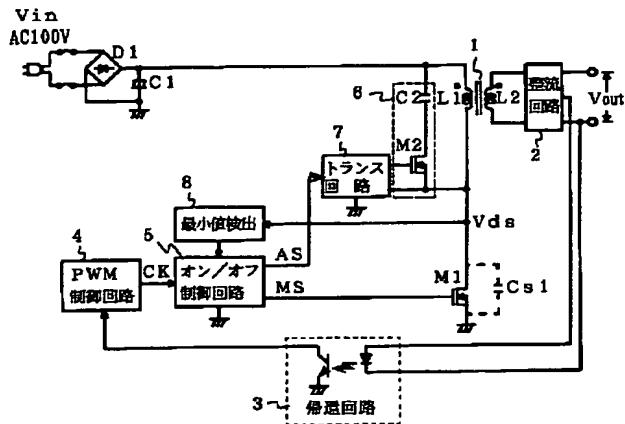 Vin
AC100V
D1
C1
6
C2
L1
1
L2
整流
回路
2
Vout
M2
7
トランス
回路
8
最小値検出
Vds
4
PWM
制御回路
CK
5
オン/オフ
制御回路
AS
MS
M1
Cs1
3
帰還回路